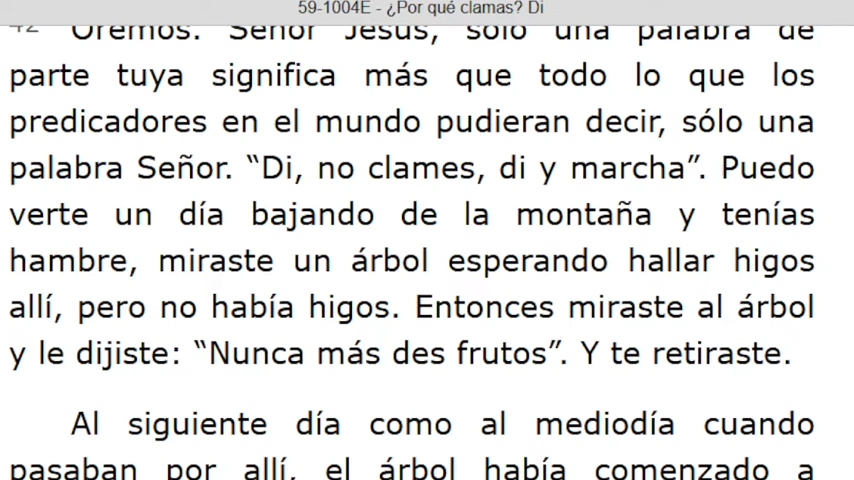 59-1004E - ¿Por qué clamas? Di
42 Oremos. Señor Jesús, sólo una palabra de
parte tuya significa más que todo lo que los
predicadores en el mundo pudieran decir, sólo una
palabra Señor. “Di, no clames, di y marcha”. Puedo
verte un día bajando de la montaña y tenías
hambre, miraste un árbol esperando hallar higos
allí, pero no había higos. Entonces miraste al árbol
y le dijiste: “Nunca más des frutos”. Y te retiraste.
Al siguiente día como al mediodía cuando
pasaban por allí, el árbol había comenzado a